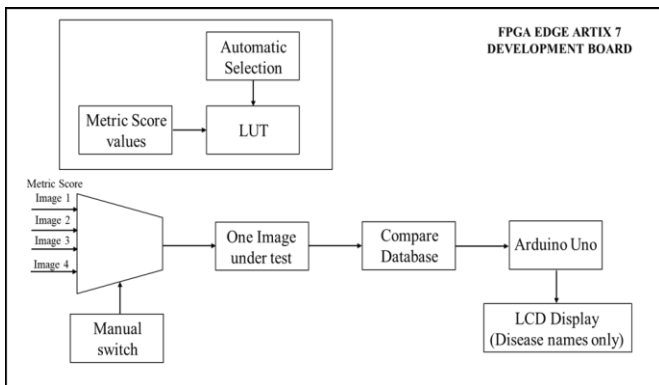 FPGA EDGE ARTIX 7
DEVELOPMENT BOARD
Automatic
Selection
Metric Score
values
LUT
Metric Score
Image 1
Image 2
Image 3
Image 4
One Image
under test
Compare
Database
Arduino Uno
Manual
switch
LCD Display
(Disease names only)